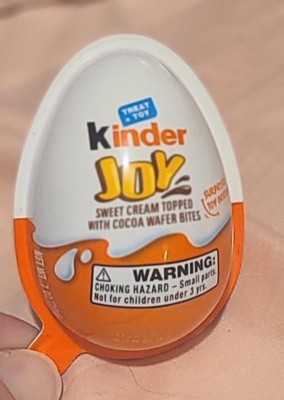 TREAT
+ TOY
kinder
JOY
SWEET CREAM TOPPED
WITH COCOA WAFER BITES
SURPRISE
TOY INSIDE
WARNING:
CHOKING HAZARD – Small parts.
Not for children under 3 yrs.